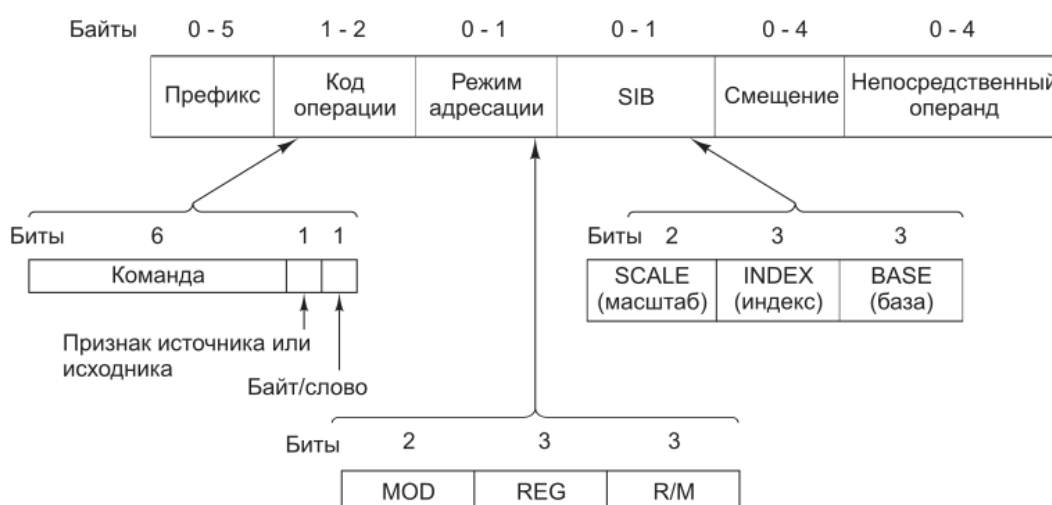 Байты 0 - 5 1 - 2 0 - 1 0 - 1 0 - 4 0 - 4
Префикс Код операции Режим адресации SIB Смещение Непосредственный операнд
Биты 6 1 1
Команда
Признак источника или
исходника
Байт/слово
Биты 2 3 3
SCALE INDEX BASE
(масштаб) (индекс) (база)
Биты 2 3 3
MOD REG R/M